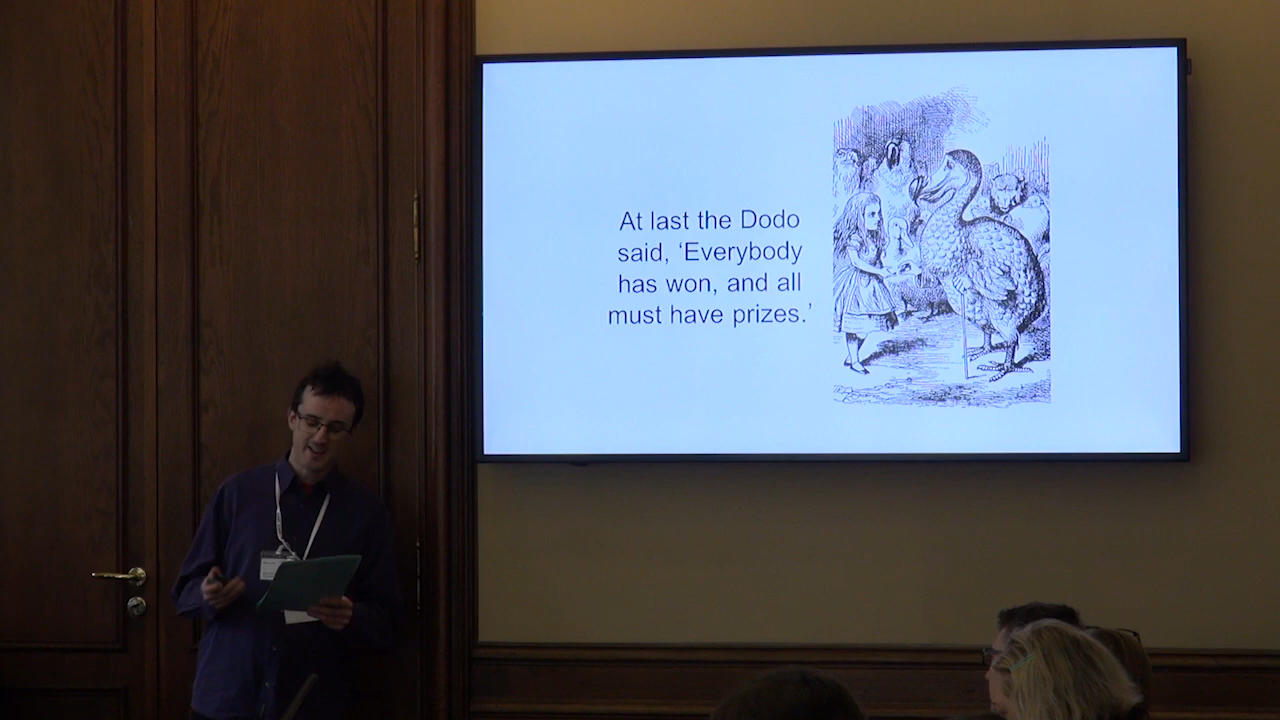 At last the Dodo
said, ‘Everybody
has won, and all
must have prizes.’